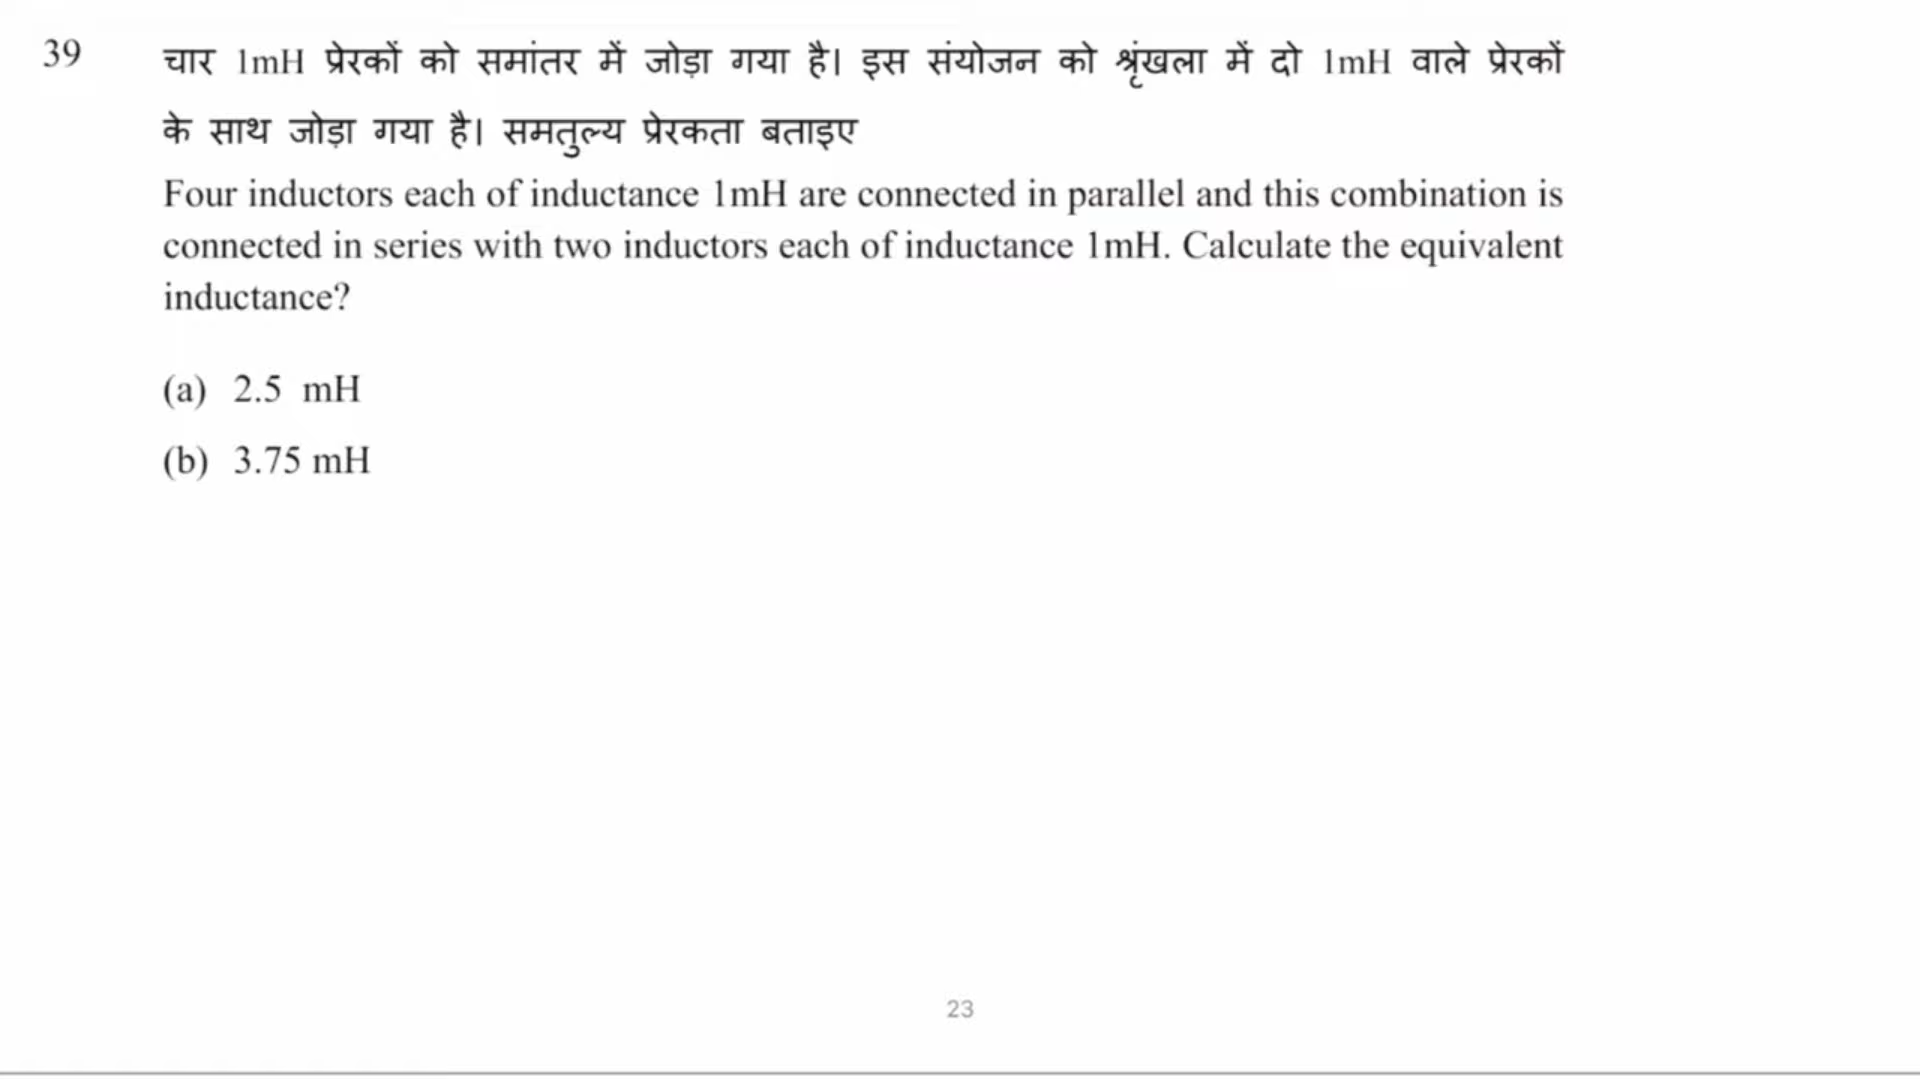 39 चार 1mH प्रेरकों को समांतर में जोड़ा गया है। इस संयोजन को श्रृंखला में दो 1mH वाले प्रेरकों
के साथ जोड़ा गया है। समतुल्य प्रेरकता बताइए
Four inductors each of inductance 1mH are connected in parallel and this combination is
connected in series with two inductors each of inductance 1mH. Calculate the equivalent
inductance?
(a) 2.5 mH
(b) 3.75 mH
23